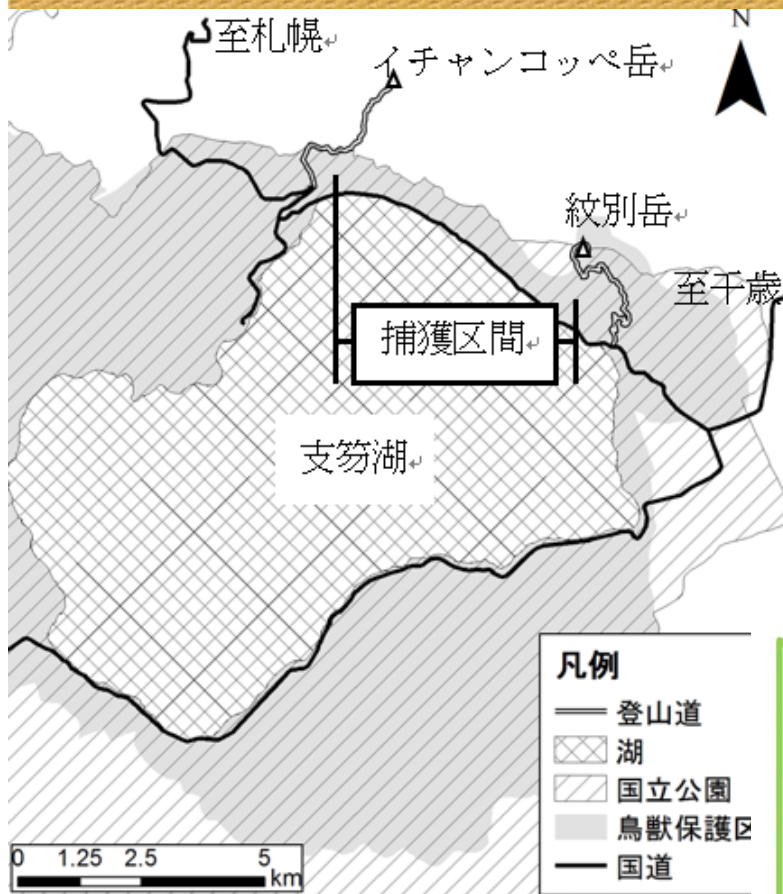 N
至札幌
イチャンコッペ岳
紋別岳
至千歳
捕獲区間
支笏湖
凡例
登山道
湖
国立公園
鳥獣保護区
国道
0 1.25 2.5 5
km